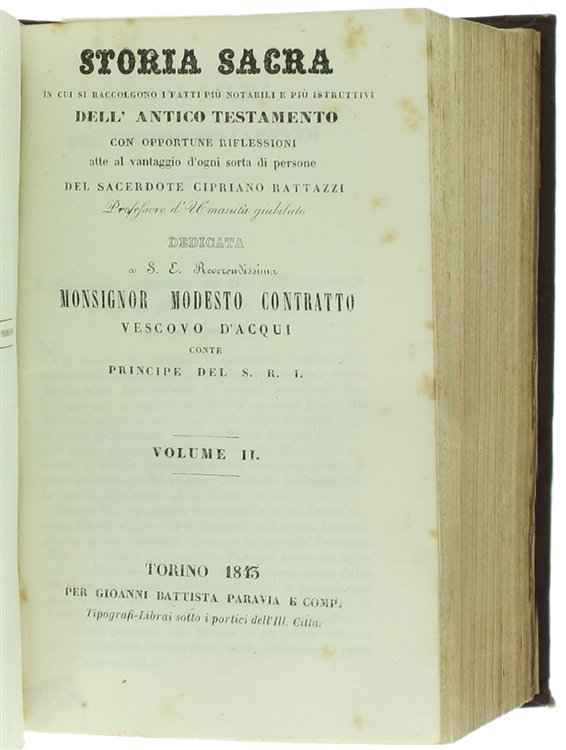 STORIA SACRA
IN CUI SI RACCOLGONO I FATTI PIÙ NOTABILI E PIÙ ISTRUTTIVI
DELL' ANTICO TESTAMENTO
CON OPPORTUNE RIFLESSIONI
atte al vantaggio d'ogni sorta di persone
DEL SACERDOTE CIPRIANO RATTAZZI
Professore d'Umanità giubilato
DEDICATA
a S. E. Reverendissima
MONSIGNOR MODESTO CONTRATTO
VESCOVO D'ACQUI
CONTE
PRINCIPE DEL S. R. I.
VOLUME II.
TORINO 1843
PER GIOANNI BATTISTA PARAVIA E COMP.
Tipografi-Librai sotto i portici dell'Ill. Città.